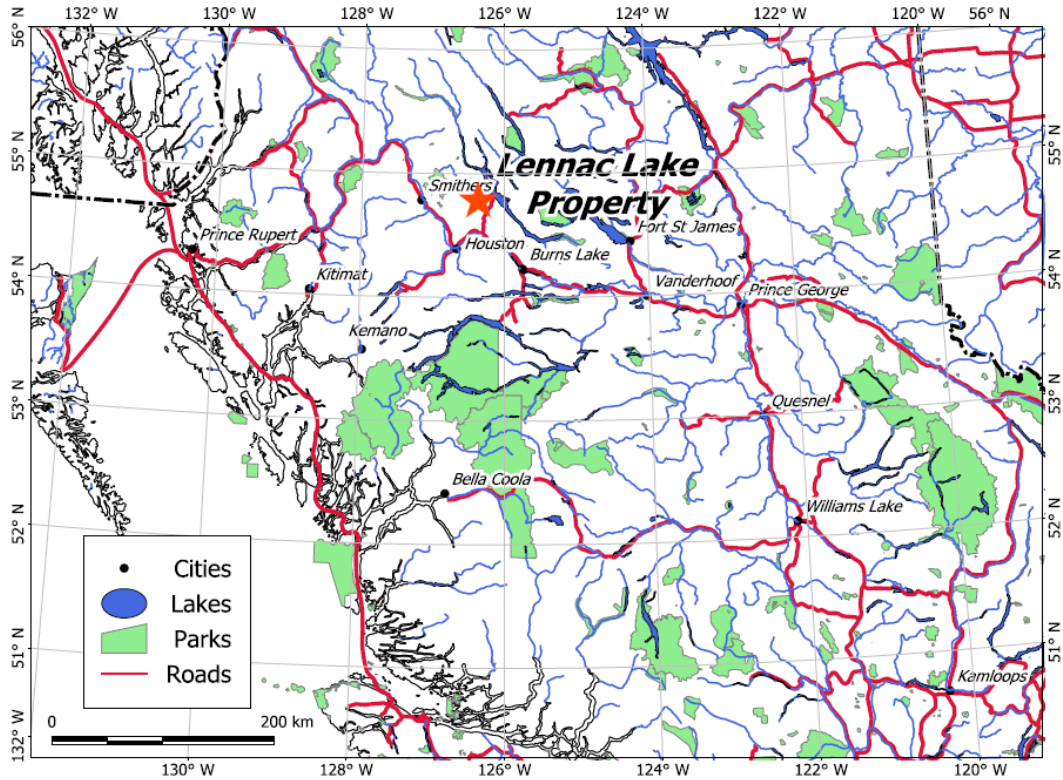 132° W
130° W
128° W
126° W
124° W
122° W
120° W
56° N
56° N
55° N
55° N
Lennac Lake
Property
Smithers
Prince Rupert
Fort St James
Houston
Burns Lake
54° N
54° N
Kitimat
Vanderhoof
Prince George
Kemano
53° N
53° N
Quesnel
Bella Coola
Williams Lake
52° N
52° N
Cities
Lakes
Parks
Roads
51° N
51° N
Kamloops
0
200 km
132° W
130° W
128° W
126° W
124° W
122° W
120° W